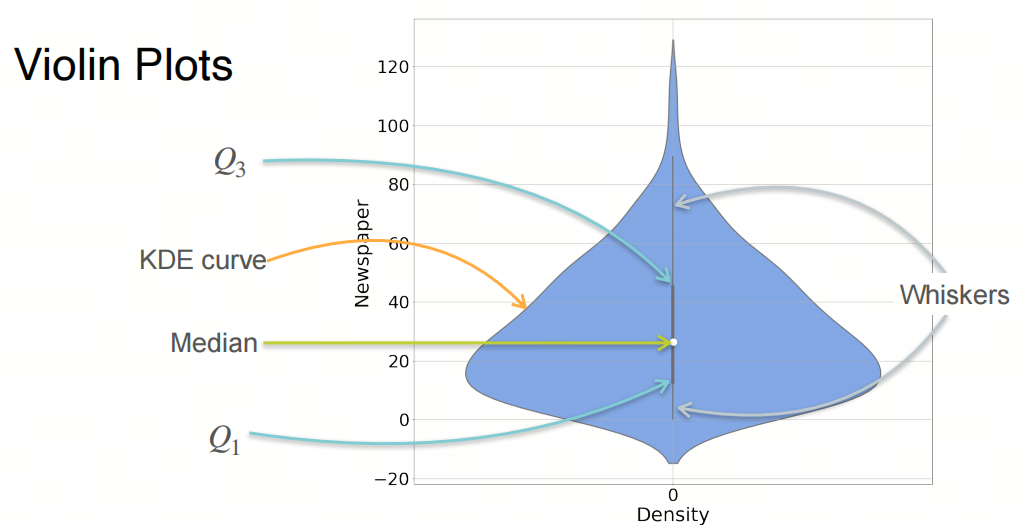 Violin Plots
Q3
KDE curve
Median
Q1
Newspaper
120
100
80
60
40
20
0
−20
0
Density
Whiskers